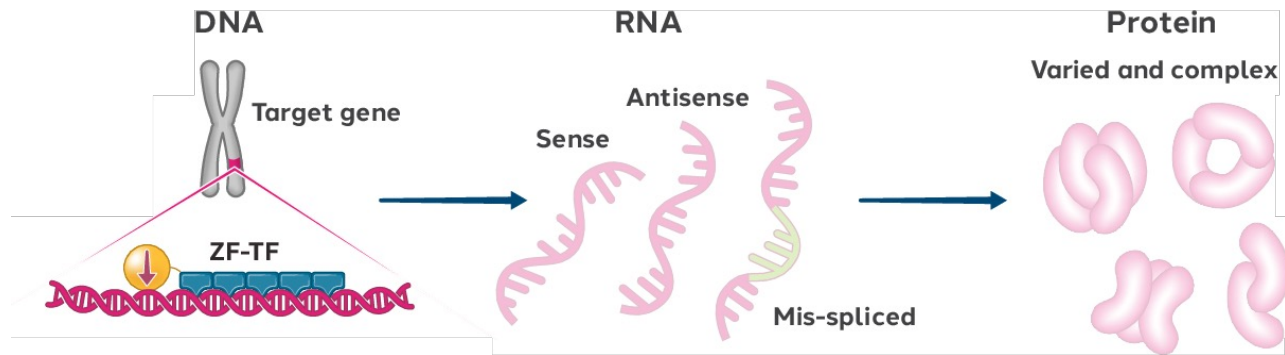 DNA
RNA
Protein
Varied and complex
Target gene
Antisense
Sense
ZF-TF
Mis-spliced